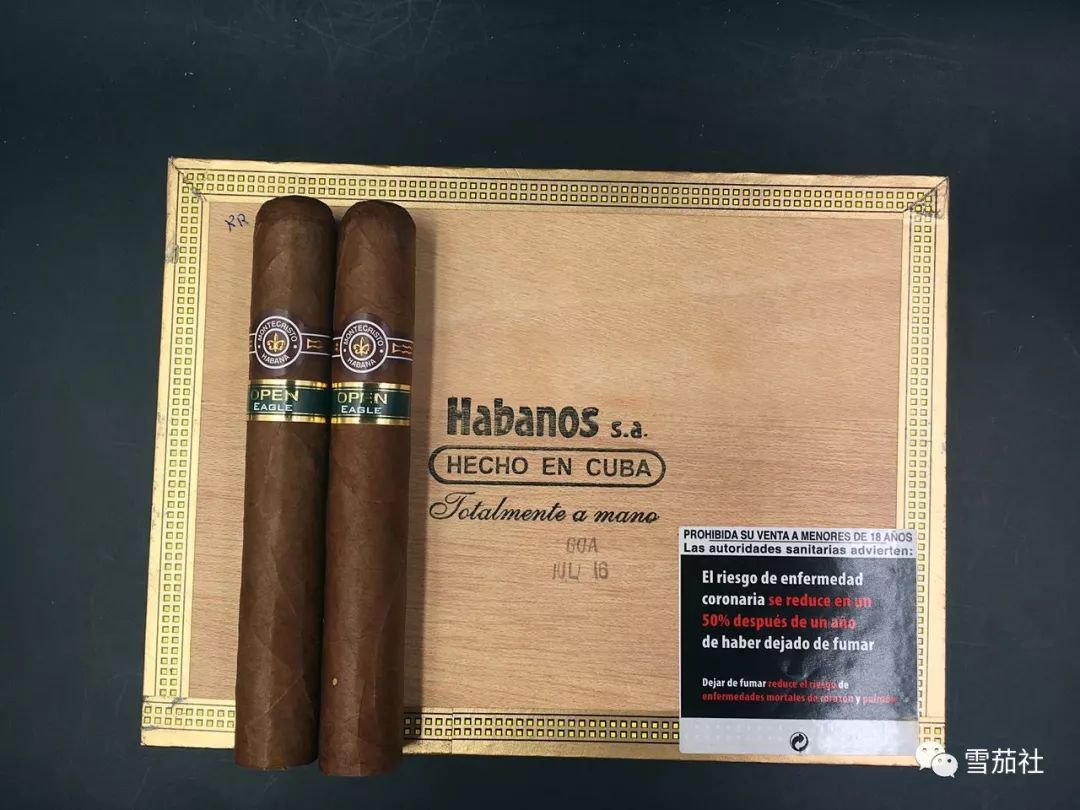 RR
MONTECRISTO
HABANA
OPEN
EAGLE
MONTECRISTO
HABANA
OPEN
EAGLE
Habanos s.a.
HECHO EN CUBA
Totalmente a mano
JUL 16
PROHIBIDA SU VENTA A MENORES DE 18 AÑOS
Las autoridades sanitarias advierten:
El riesgo de enfermedad
coronaria se reduce en un
50% después de un año
de haber dejado de fumar
Dejar de fumar reduce el riesgo de
enfermedades mortales de corazón y pulmón
雪茄社